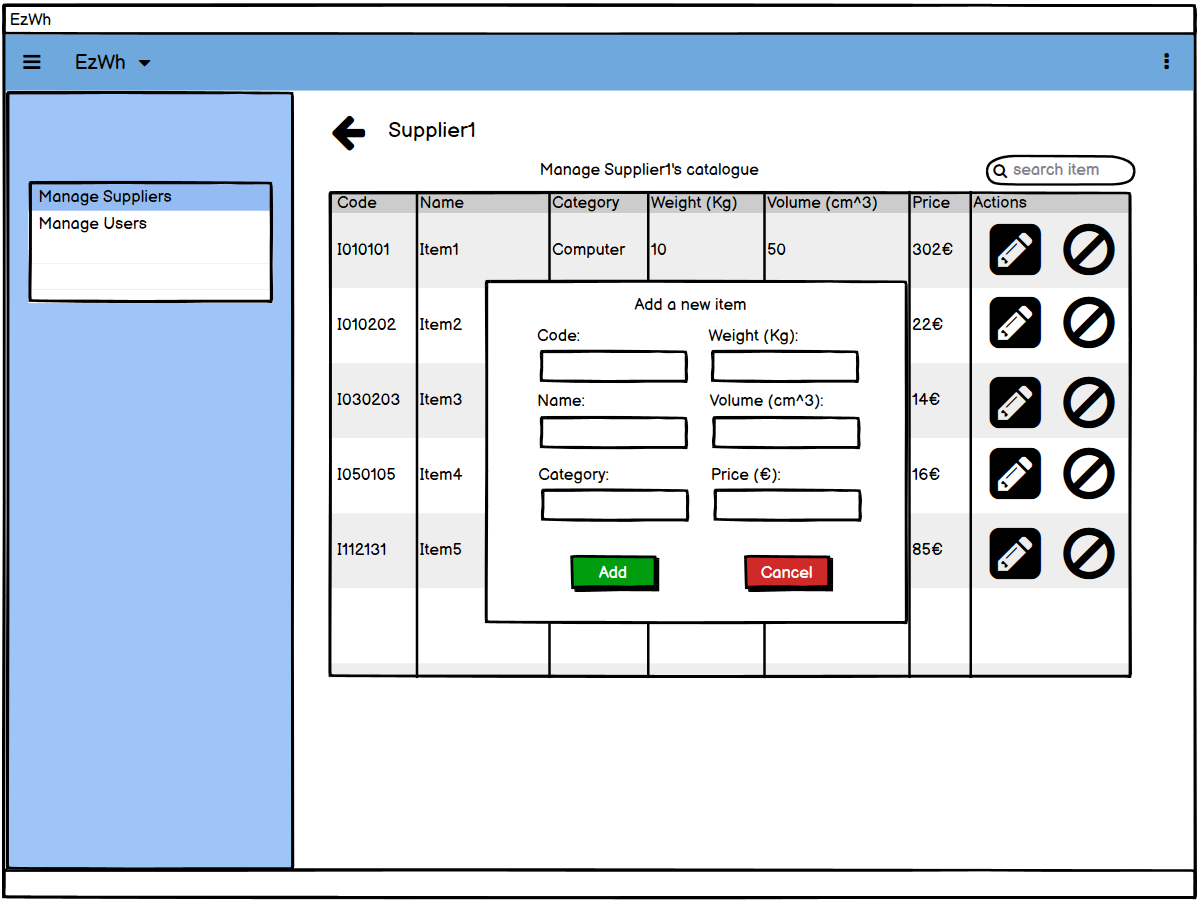 EzWh
EzWh
Supplier1
Manage Supplier1's catalogue
search item
Manage Suppliers
Manage Users
Code Name Category Weight (Kg) Volume (cm^3) Price Actions
I010101 Item1 Computer 10 50 302€
I010202 Item2 22€
I030203 Item3 14€
I050105 Item4 16€
I112131 Item5 85€
Add a new item
Code: Weight (Kg):
Name: Volume (cm^3):
Category: Price (€):
Add Cancel